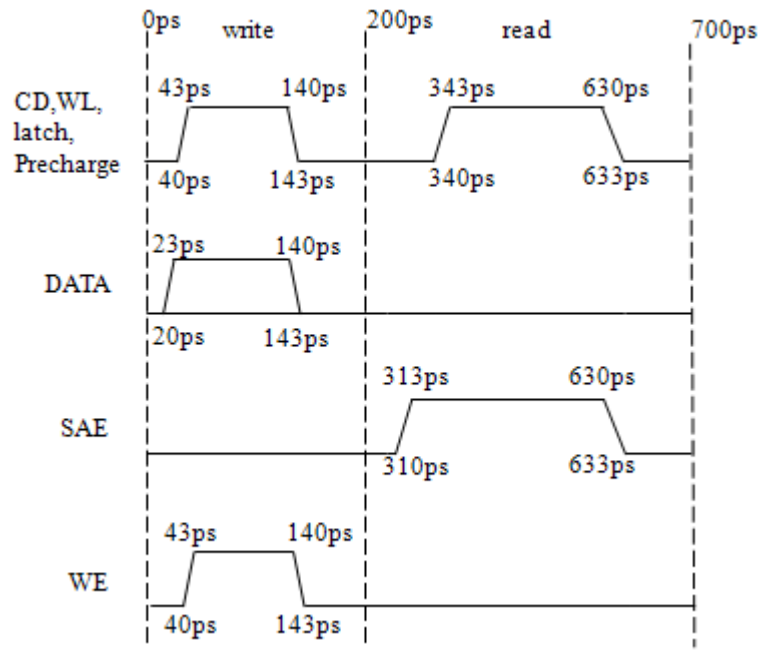 0ps write 200ps read 700ps
43ps 140ps 343ps 630ps
CD,WL,
latch,
Precharge
40ps 143ps 340ps 633ps
23ps 140ps
DATA
20ps 143ps
313ps 630ps
SAE
310ps 633ps
43ps 140ps
WE
40ps 143ps